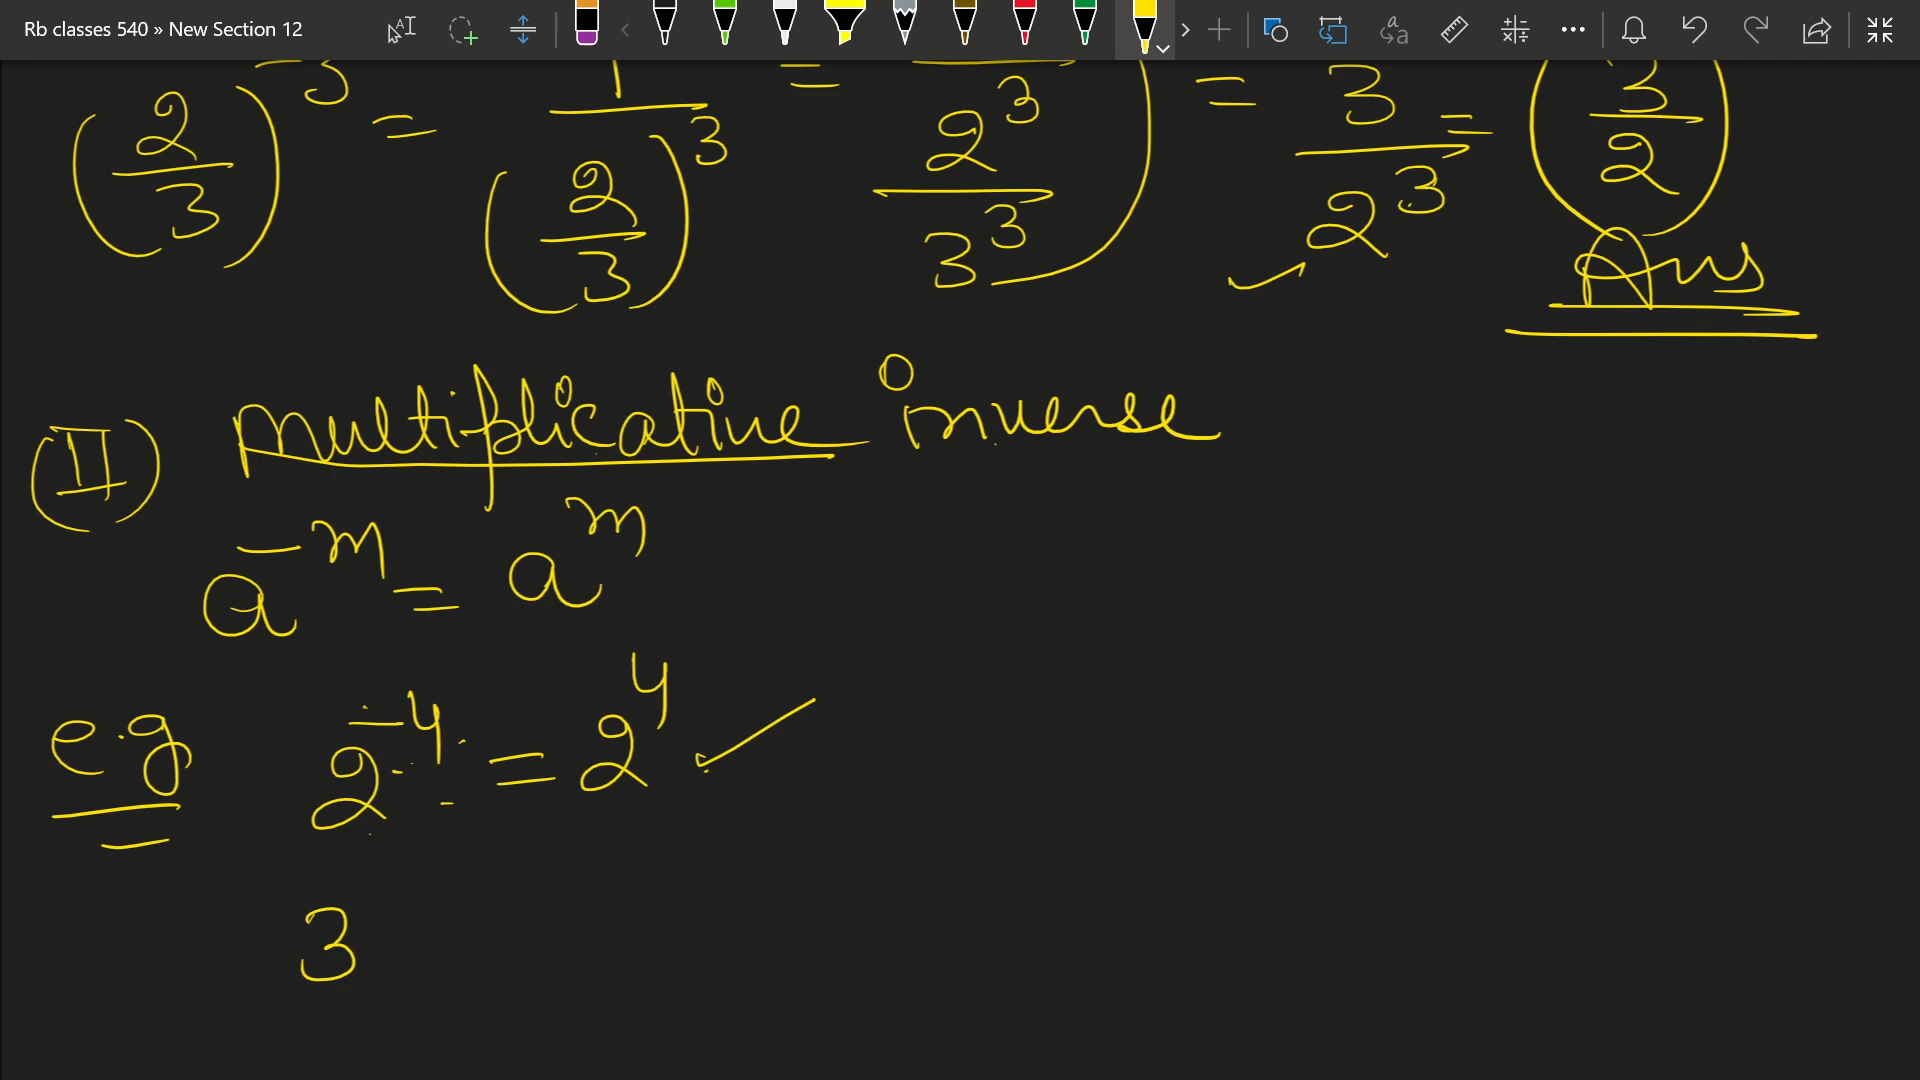 Rb classes 540 » New Section 12
(2/3)^-3 = 1/(2/3)^3 = 2^3/3^3 = 3/2^3 = (3/2)
Ans
(II) Multiplicative inverse
a^-m = a^m
e.g 2^-4 = 2^4 ✓
3